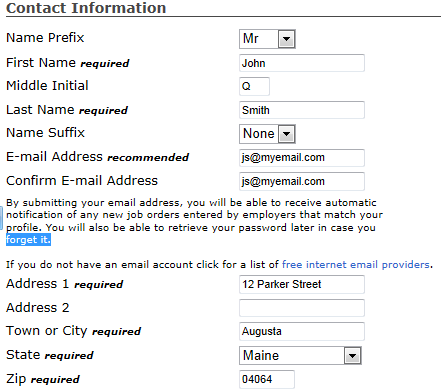 Contact Information
Name Prefix Mr
First Name required John
Middle Initial Q
Last Name required Smith
Name Suffix None
E-mail Address recommended js@myemail.com
Confirm E-mail Address js@myemail.com
By submitting your email address, you will be able to receive automatic
notification of any new job orders entered by employers that match your
profile. You will also be able to retrieve your password later in case you
forget it.
If you do not have an email account click for a list of free internet email providers.
Address 1 required 12 Parker Street
Address 2
Town or City required Augusta
State required Maine
Zip required 04064